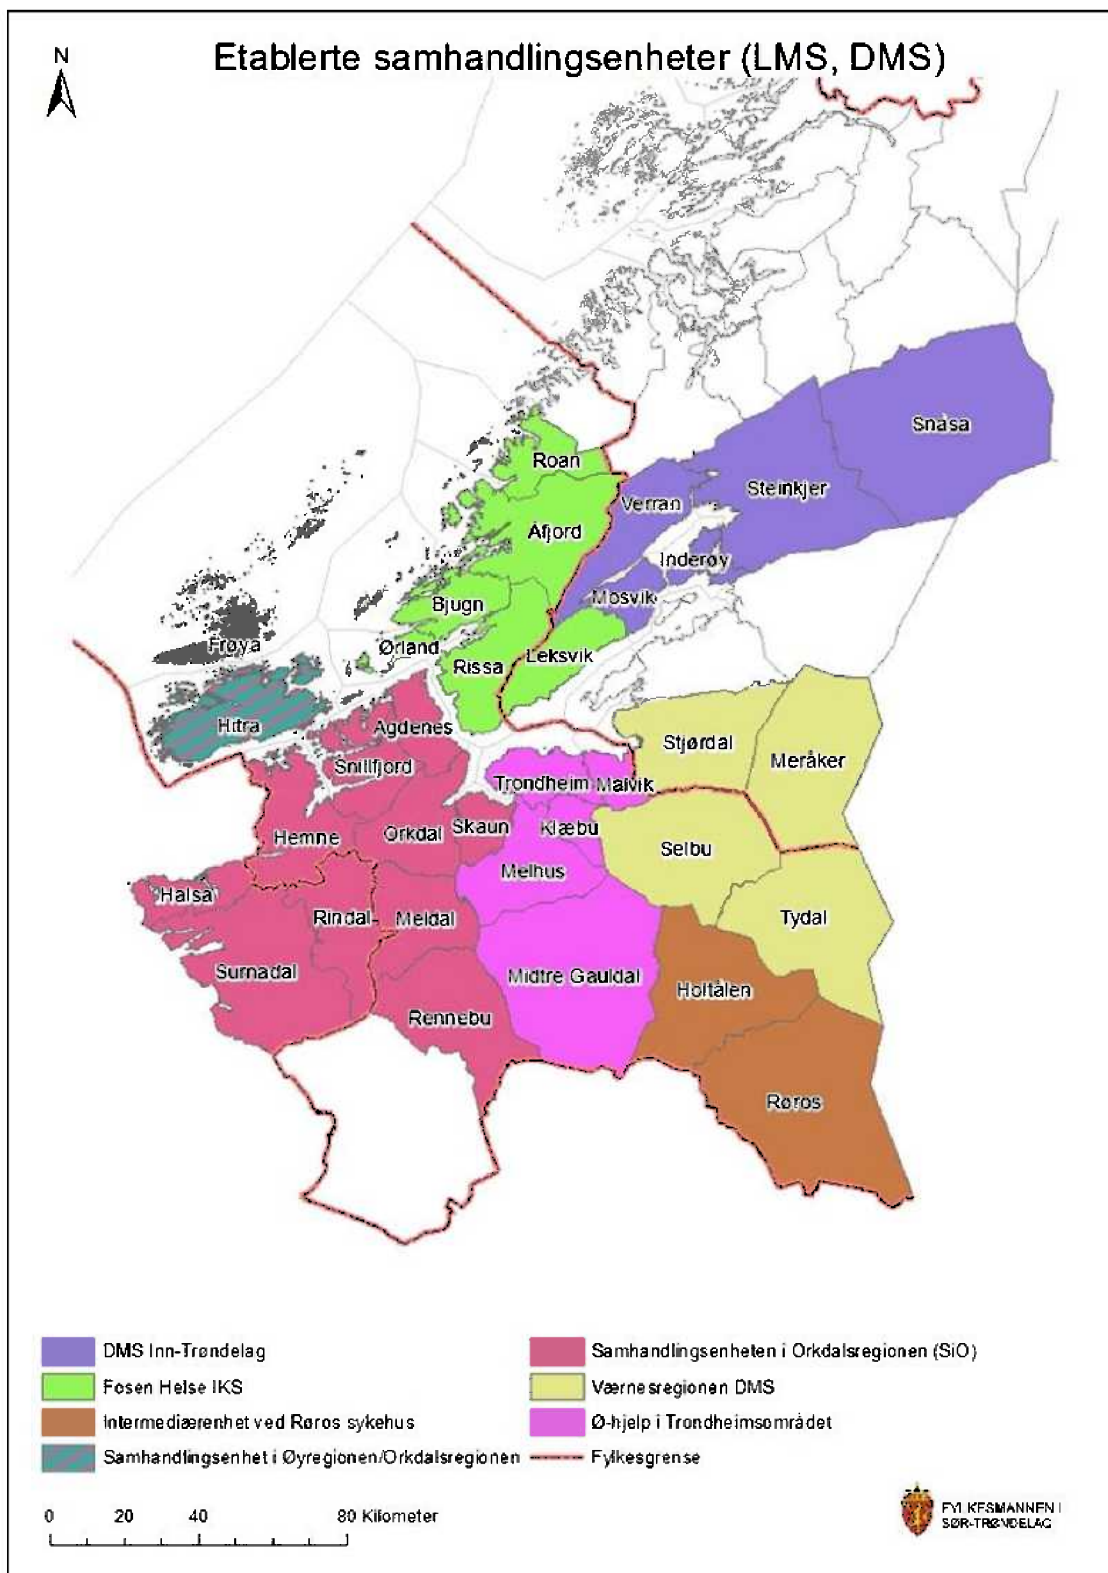 N
Etablerte samhandlingsenheter (LMS, DMS)
Snåsa
Roan
Steinkjer
Verran
Åfjord
Inderøy
Mosvik
Bjugn
Frøya
Ørland
Rissa
Leksvik
Hitra
Agdenes
Stjørdal
Meråker
Snillfjord
Trondheim
Malvik
Hemne
Orkdal
Skaun
Klæbu
Selbu
Melhus
Halsa
Rindal
Meldal
Tydal
Surnadal
Midtre Gauldal
Holtålen
Rennebu
Røros
DMS Inn-Trøndelag
Fosen Helse IKS
Intermediærenhet ved Røros sykehus
Samhandlingsenhet i Øyregionen/Orkdalsregionen
Samhandlingsenheten i Orkdalsregionen (SiO)
Værnesregionen DMS
Ø-hjelp i Trondheimsområdet
Fylkesgrense
0 20 40 80 Kilometer
FYLKESMANNEN I
SØR-TRØNDELAG